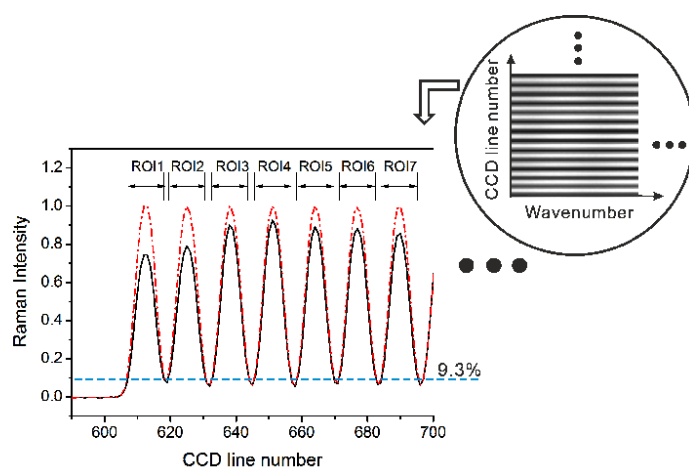 CCD line number
Wavenumber
ROI1 ROI2 ROI3 ROI4 ROI5 ROI6 ROI7
1.2
1.0
0.8
0.6
0.4
0.2
0.0
Raman Intensity
9.3%
600 620 640 660 680 700
CCD line number